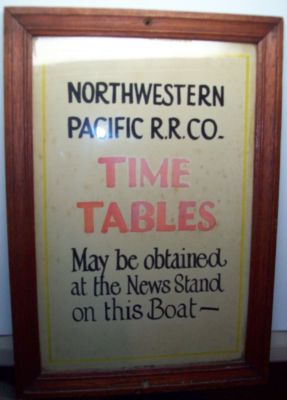 NORTHWESTERN
PACIFIC R.R.CO-
TIME
TABLES
May be obtained
at the News Stand
on this Boat—